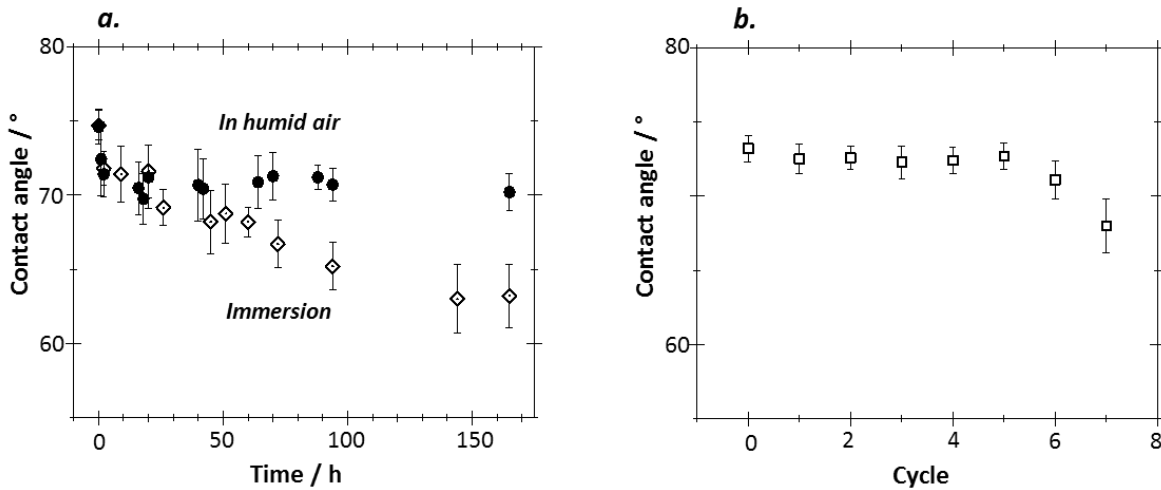 a.
80
70
60
Contact angle / °
In humid air
Immersion
0 50 100 150
Time / h
b.
80
60
Contact angle / °
0 2 4 6 8
Cycle